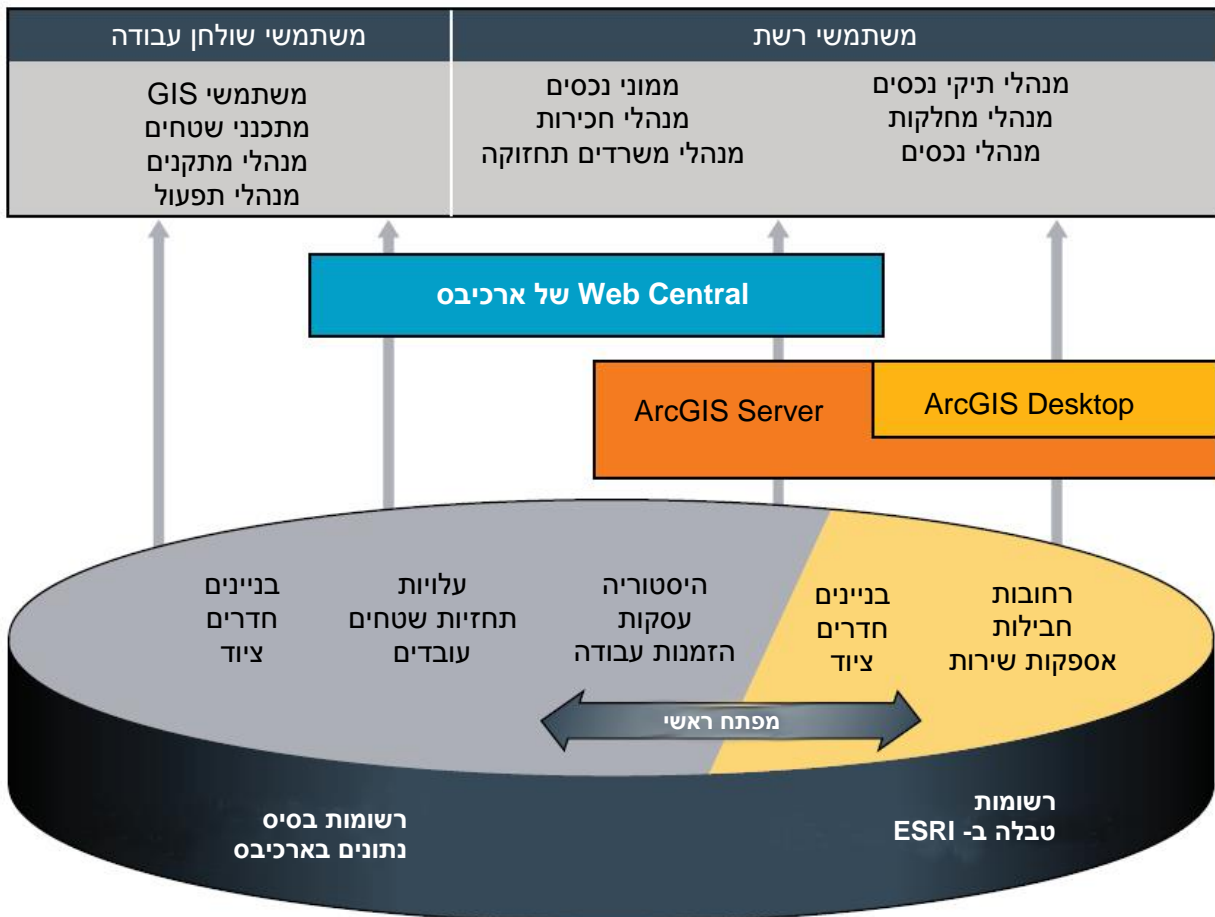 משתמשי רשת
משתמשי שולחן עבודה
מנהלי תיקי נכסים
מנהלי מחלקות
מנהלי נכסים
ממוני נכסים
מנהלי חכירות
מנהלי משרדים תחזוקה
משתמשי GIS
מתכנני שטחים
מנהלי מתקנים
מנהלי תפעול
Web Central של ארכיבס
ArcGIS Server
ArcGIS Desktop
רחובות
חבילות
אספקות שירות
בניינים
חדרים
ציוד
היסטוריה
עסקות
הזמנות עבודה
עלויות
תחזיות שטחים
עובדים
בניינים
חדרים
ציוד
מפתח ראשי
רשומות
טבלה ב- ESRI
רשומות בסיס
נתונים בארכיבס